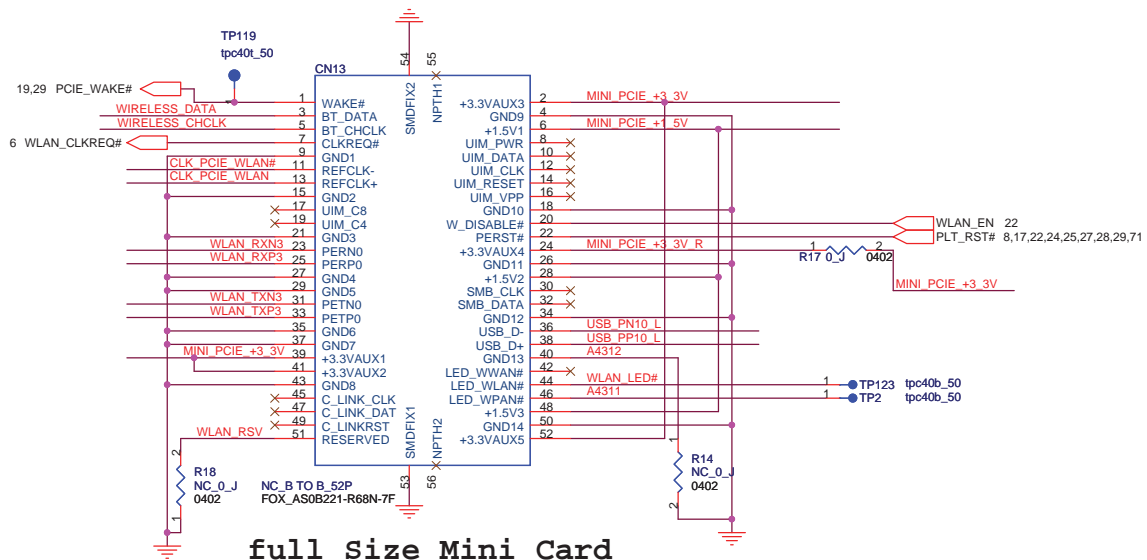 TP119
tpc40t_50
54
55
CN13
19,29 PCIE_WAKE#
SMDFIX2
NPTH1
1 WAKE#
+3.3VAUX3 2 MINI_PCIE_+3_3V
WIRELESS_DATA 3 BT_DATA
GND9 4
WIRELESS_CHCLK 5 BT_CHCLK
+1.5V1 6 MINI_PCIE_+1_5V
6 WLAN_CLKREQ# 7 CLKREQ#
UIM_PWR 8
9 GND1
UIM_DATA 10
CLK_PCIE_WLAN# 11 REFCLK-
UIM_CLK 12
CLK_PCIE_WLAN 13 REFCLK+
UIM_RESET 14
15 GND2
UIM_VPP 16
17 UIM_C8
GND10 18
19 UIM_C4
W_DISABLE# 20 WLAN_EN 22
21 GND3
PERST# 22 PLT_RST# 8,17,22,24,25,27,28,29,71
WLAN_RXN3 23 PERN0
+3.3VAUX4 24 MINI_PCIE_+3_3V_R 1 2
WLAN_RXP3 25 PERP0
GND11 26 R17 0_J 0402
27 GND4
+1.5V2 28
29 GND5
SMB_CLK 30 MINI_PCIE_+3_3V
WLAN_TXN3 31 PETN0
SMB_DATA 32
WLAN_TXP3 33 PETP0
GND12 34
35 GND6
USB_D- 36 USB_PN10_L
37 GND7
USB_D+ 38 USB_PP10_L
MINI_PCIE_+3_3V 39 +3.3VAUX1
GND13 40 A4312
41 +3.3VAUX2
LED_WWAN# 42
43 GND8
LED_WLAN# 44 WLAN_LED# 1 TP123 tpc40b_50
45 C_LINK_CLK
LED_WPAN# 46 A4311 1 TP2 tpc40b_50
47 C_LINK_DAT
+1.5V3 48
49 C_LINKRST
GND14 50
WLAN_RSV 51 RESERVED
+3.3VAUX5 52
SMDFIX1
NPTH2
2
R18
NC_0_J
0402
1
1
R14
NC_0_J
0402
2
53
56
NC_B TO B_52P
FOX_AS0B221-R68N-7F
full Size Mini Card